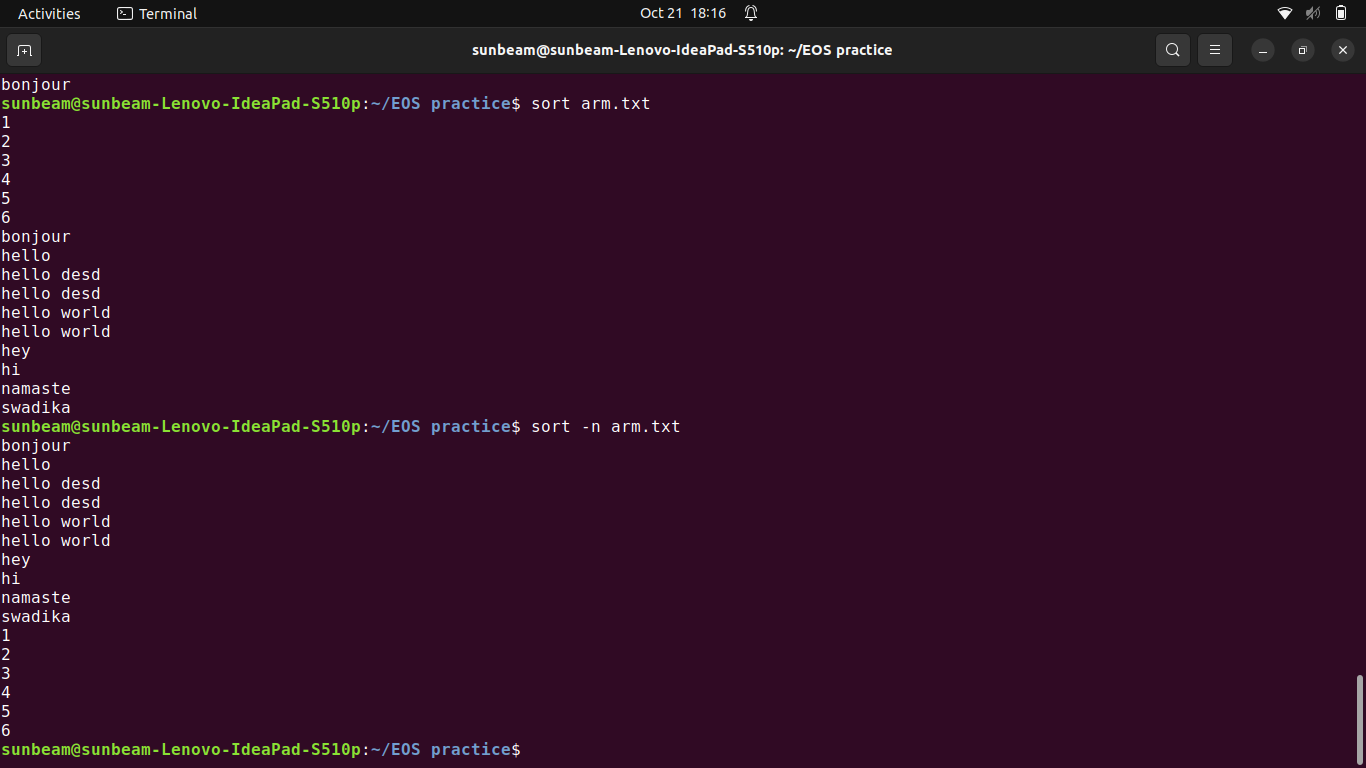 Activities Terminal Oct 21 18:16
sunbeam@sunbeam-Lenovo-IdeaPad-S510p: ~/EOS practice
bonjour
sunbeam@sunbeam-Lenovo-IdeaPad-S510p:~/EOS practice$ sort arm.txt
1
2
3
4
5
6
bonjour
hello
hello desd
hello desd
hello world
hello world
hey
hi
namaste
swadika
sunbeam@sunbeam-Lenovo-IdeaPad-S510p:~/EOS practice$ sort -n arm.txt
bonjour
hello
hello desd
hello desd
hello world
hello world
hey
hi
namaste
swadika
1
2
3
4
5
6
sunbeam@sunbeam-Lenovo-IdeaPad-S510p:~/EOS practice$